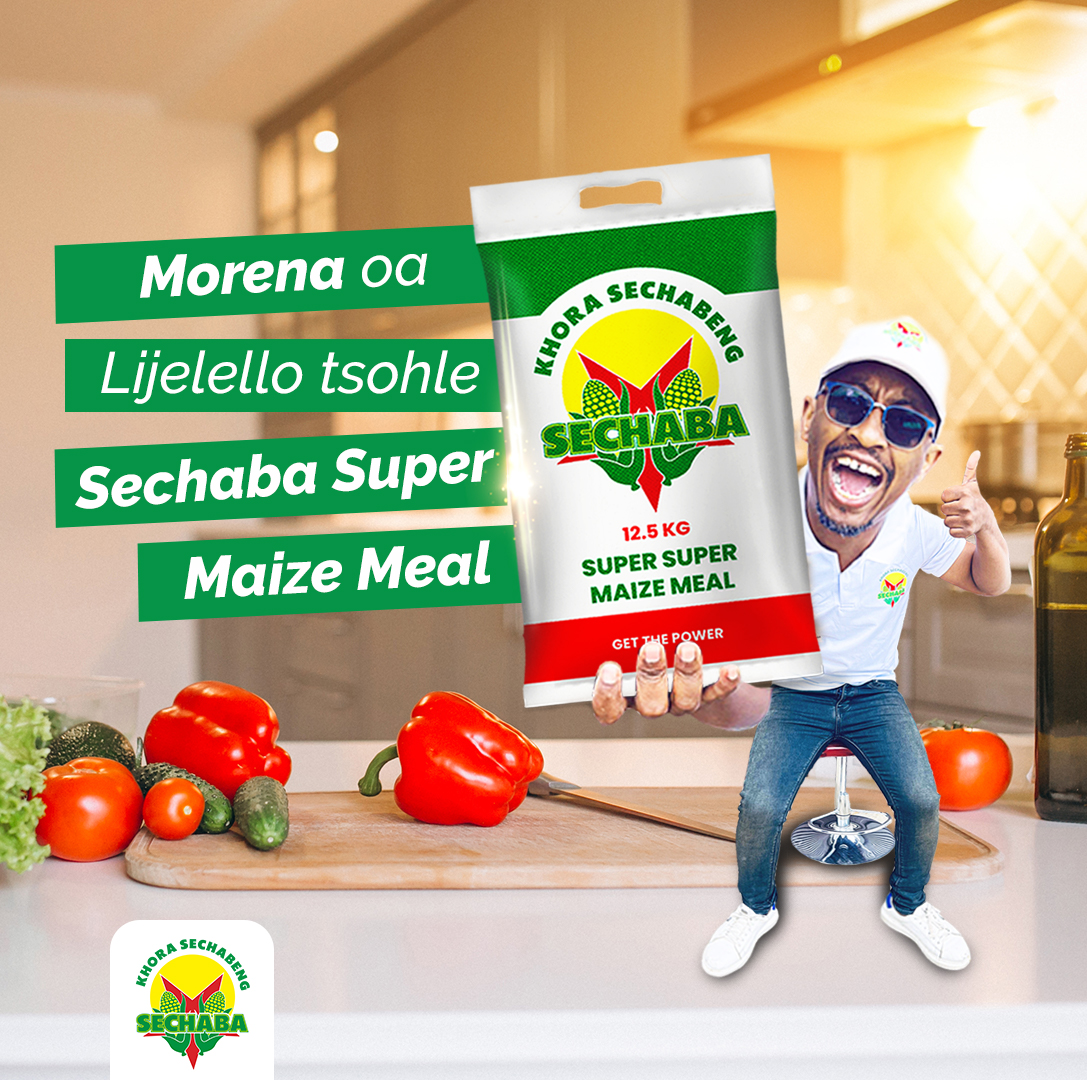 Morena oa
Lijelello tsohle
Sechaba Super
Maize Meal
KHORA SECHABENG
SECHABA
12.5 KG
SUPER SUPER
MAIZE MEAL
GET THE POWER
SECHABA
KHORA SECHABENG
SECHABA